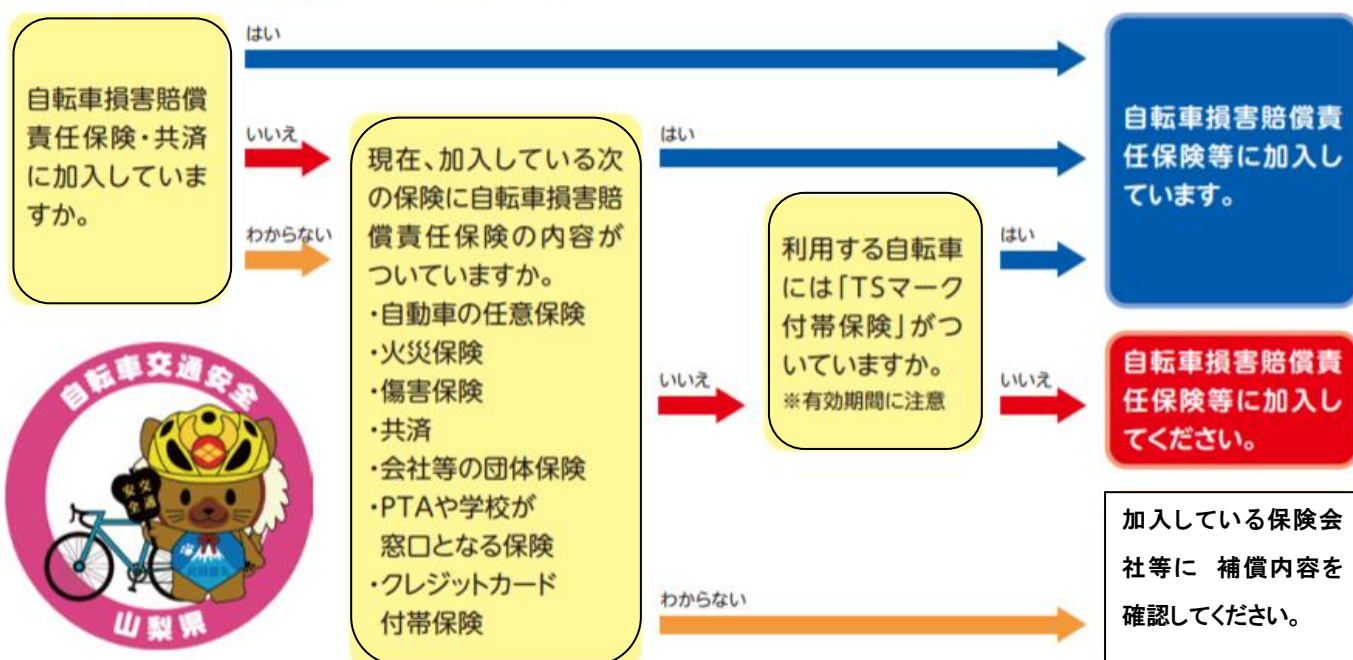 はい
自転車損害賠償
責任保険・共済
に加入していま
すか。
いいえ
わからない
現在、加入している次
の保険に自転車損害賠
償責任保険の内容が
ついていますか。
・自動車の任意保険
・火災保険
・傷害保険
・共済
・会社等の団体保険
・PTAや学校が
窓口となる保険
・クレジットカード
付帯保険
はい
いいえ
わからない
利用する自転車
には「TSマーク
付帯保険」がつ
いていますか。
※有効期間に注意
はい
いいえ
自転車損害賠償責
任保険等に加入し
ています。
自転車損害賠償責
任保険等に加入し
てください。
加入している保険会
社等に 補償内容を
確認してください。
自転車交通安全
交通
安全
山梨県